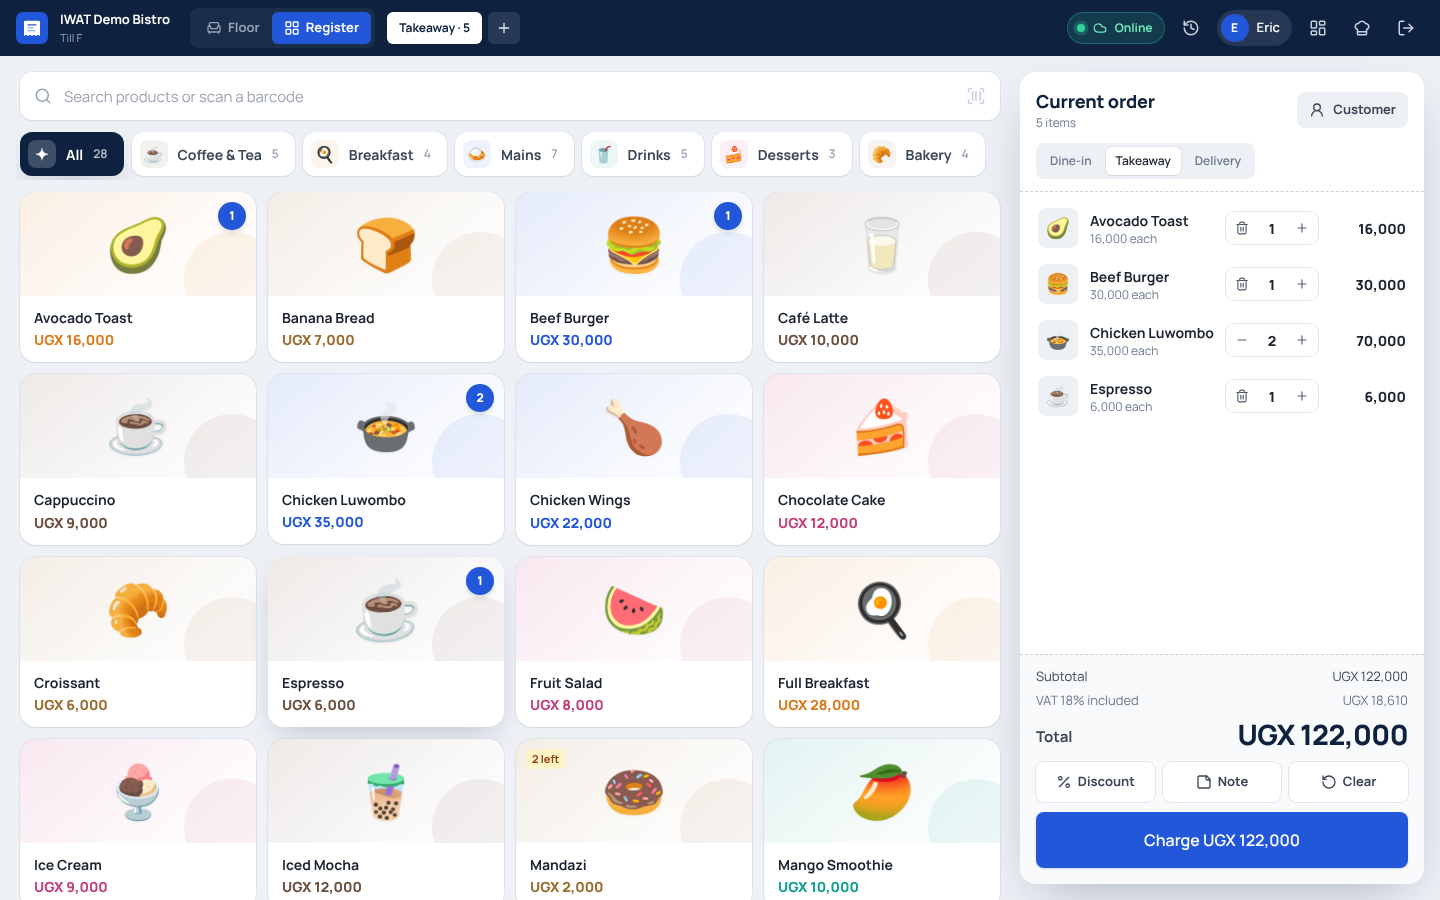 IWAT Demo Bistro
Till F
Floor
Register
Takeaway · 5
Online
E
Eric
Search products or scan a barcode
All 28
Coffee & Tea 5
Breakfast 4
Mains 7
Drinks 5
Desserts 3
Bakery 4
1
Avocado Toast
UGX 16,000
Banana Bread
UGX 7,000
1
Beef Burger
UGX 30,000
Café Latte
UGX 10,000
Cappuccino
UGX 9,000
2
Chicken Luwombo
UGX 35,000
Chicken Wings
UGX 22,000
Chocolate Cake
UGX 12,000
Croissant
UGX 6,000
1
Espresso
UGX 6,000
Fruit Salad
UGX 8,000
Full Breakfast
UGX 28,000
Ice Cream
UGX 9,000
Iced Mocha
UGX 12,000
2 left
Mandazi
UGX 2,000
Mango Smoothie
UGX 10,000
Current order
5 items
Customer
Dine-in
Takeaway
Delivery
Avocado Toast
16,000 each
1
16,000
Beef Burger
30,000 each
1
30,000
Chicken Luwombo
35,000 each
2
70,000
Espresso
6,000 each
1
6,000
Subtotal UGX 122,000
VAT 18% included UGX 18,610
Total UGX 122,000
Discount
Note
Clear
Charge UGX 122,000